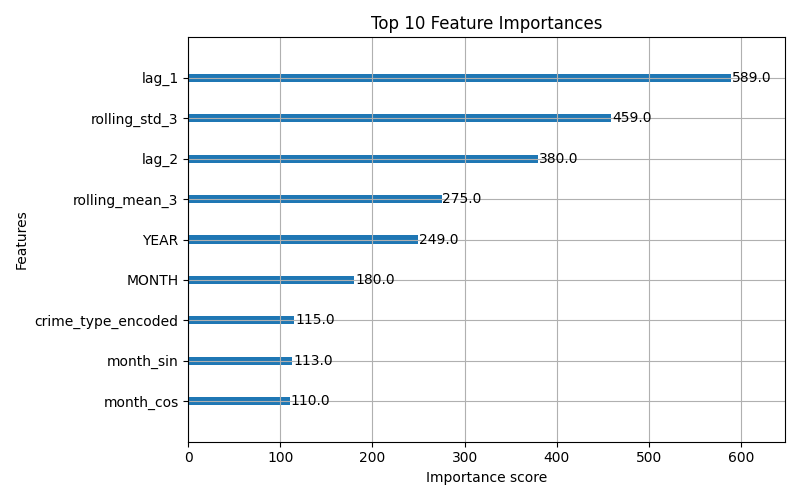 Top 10 Feature Importances
Features
lag_1
589.0
rolling_std_3
459.0
lag_2
380.0
rolling_mean_3
275.0
YEAR
249.0
MONTH
180.0
crime_type_encoded
115.0
month_sin
113.0
month_cos
110.0
0 100 200 300 400 500 600
Importance score